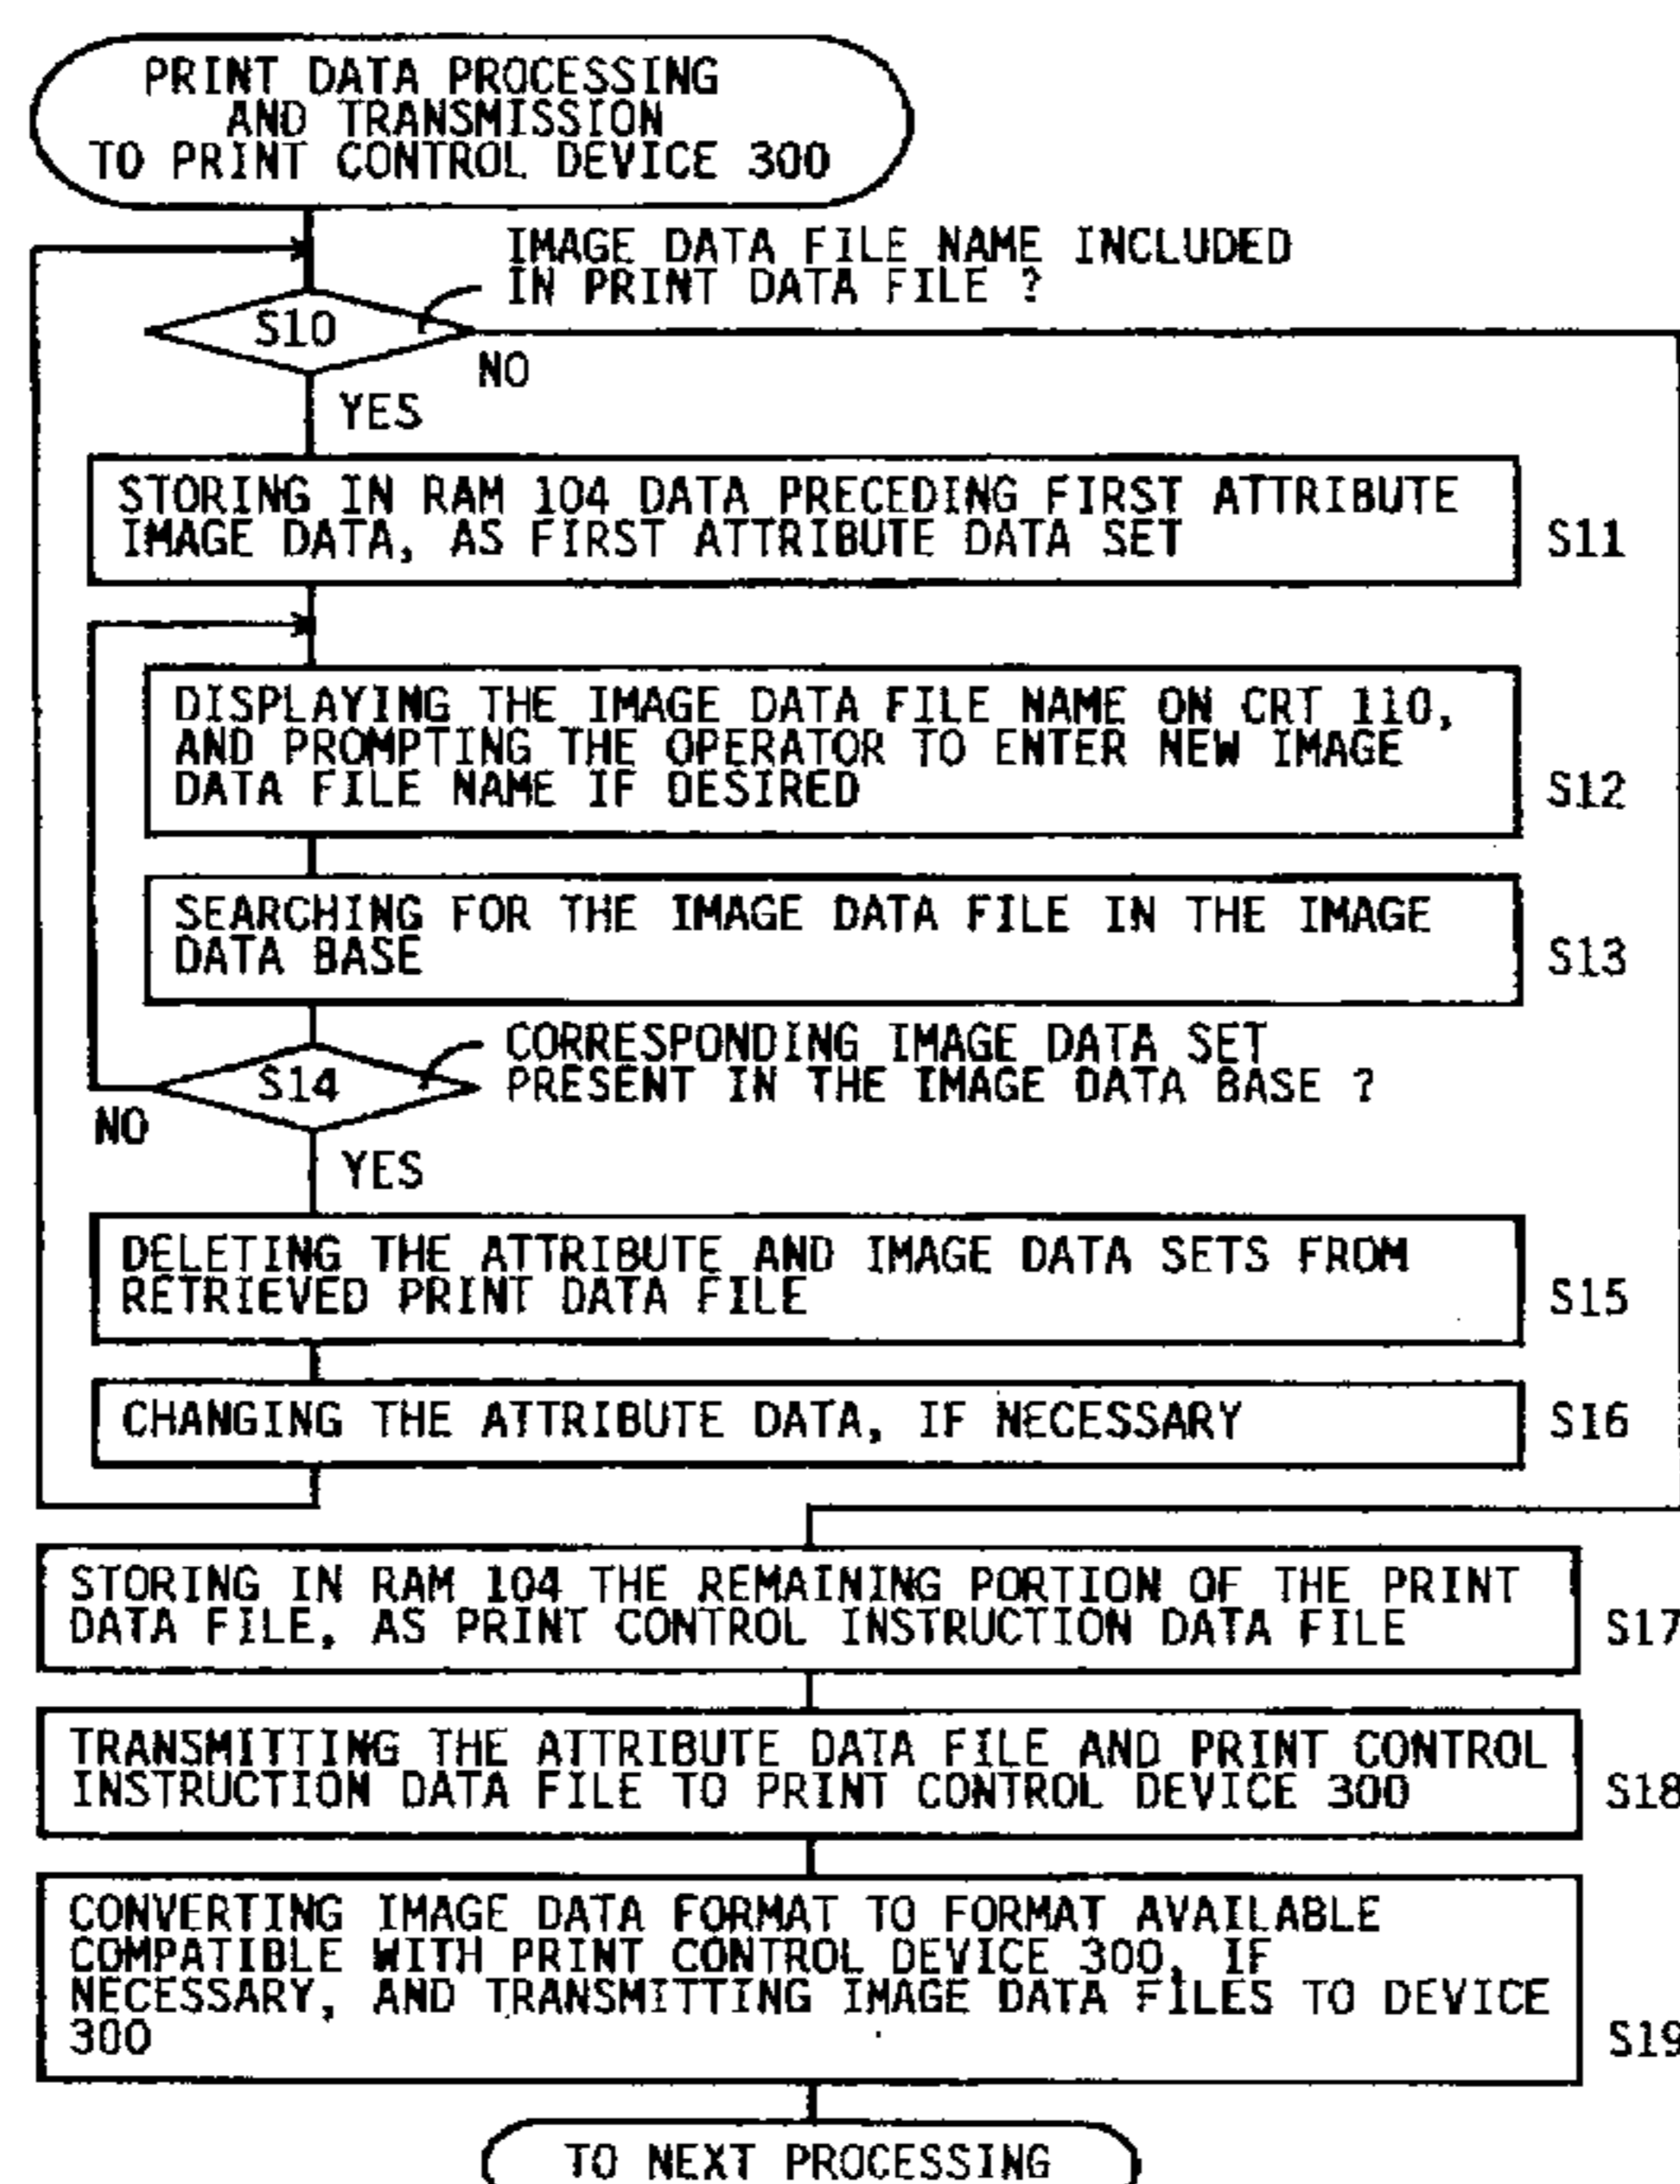 PRINT DATA PROCESSING
AND TRANSMISSION
TO PRINT CONTROL DEVICE 300
IMAGE DATA FILE NAME INCLUDED
IN PRINT DATA FILE ?
S10
NO
YES
STORING IN RAM 104 DATA PRECEDING FIRST ATTRIBUTE
IMAGE DATA, AS FIRST ATTRIBUTE DATA SET
S11
DISPLAYING THE IMAGE DATA FILE NAME ON CRT 110,
AND PROMPTING THE OPERATOR TO ENTER NEW IMAGE
DATA FILE NAME IF DESIRED
S12
SEARCHING FOR THE IMAGE DATA FILE IN THE IMAGE
DATA BASE
S13
CORRESPONDING IMAGE DATA SET
PRESENT IN THE IMAGE DATA BASE ?
S14
NO
YES
DELETING THE ATTRIBUTE AND IMAGE DATA SETS FROM
RETRIEVED PRINT DATA FILE
S15
CHANGING THE ATTRIBUTE DATA, IF NECESSARY
S16
STORING IN RAM 104 THE REMAINING PORTION OF THE PRINT
DATA FILE, AS PRINT CONTROL INSTRUCTION DATA FILE
S17
TRANSMITTING THE ATTRIBUTE DATA FILE AND PRINT CONTROL
INSTRUCTION DATA FILE TO PRINT CONTROL DEVICE 300
S18
CONVERTING IMAGE DATA FORMAT TO FORMAT AVAILABLE
COMPATIBLE WITH PRINT CONTROL DEVICE 300, IF
NECESSARY, AND TRANSMITTING IMAGE DATA FILES TO DEVICE
300
S19
TO NEXT PROCESSING